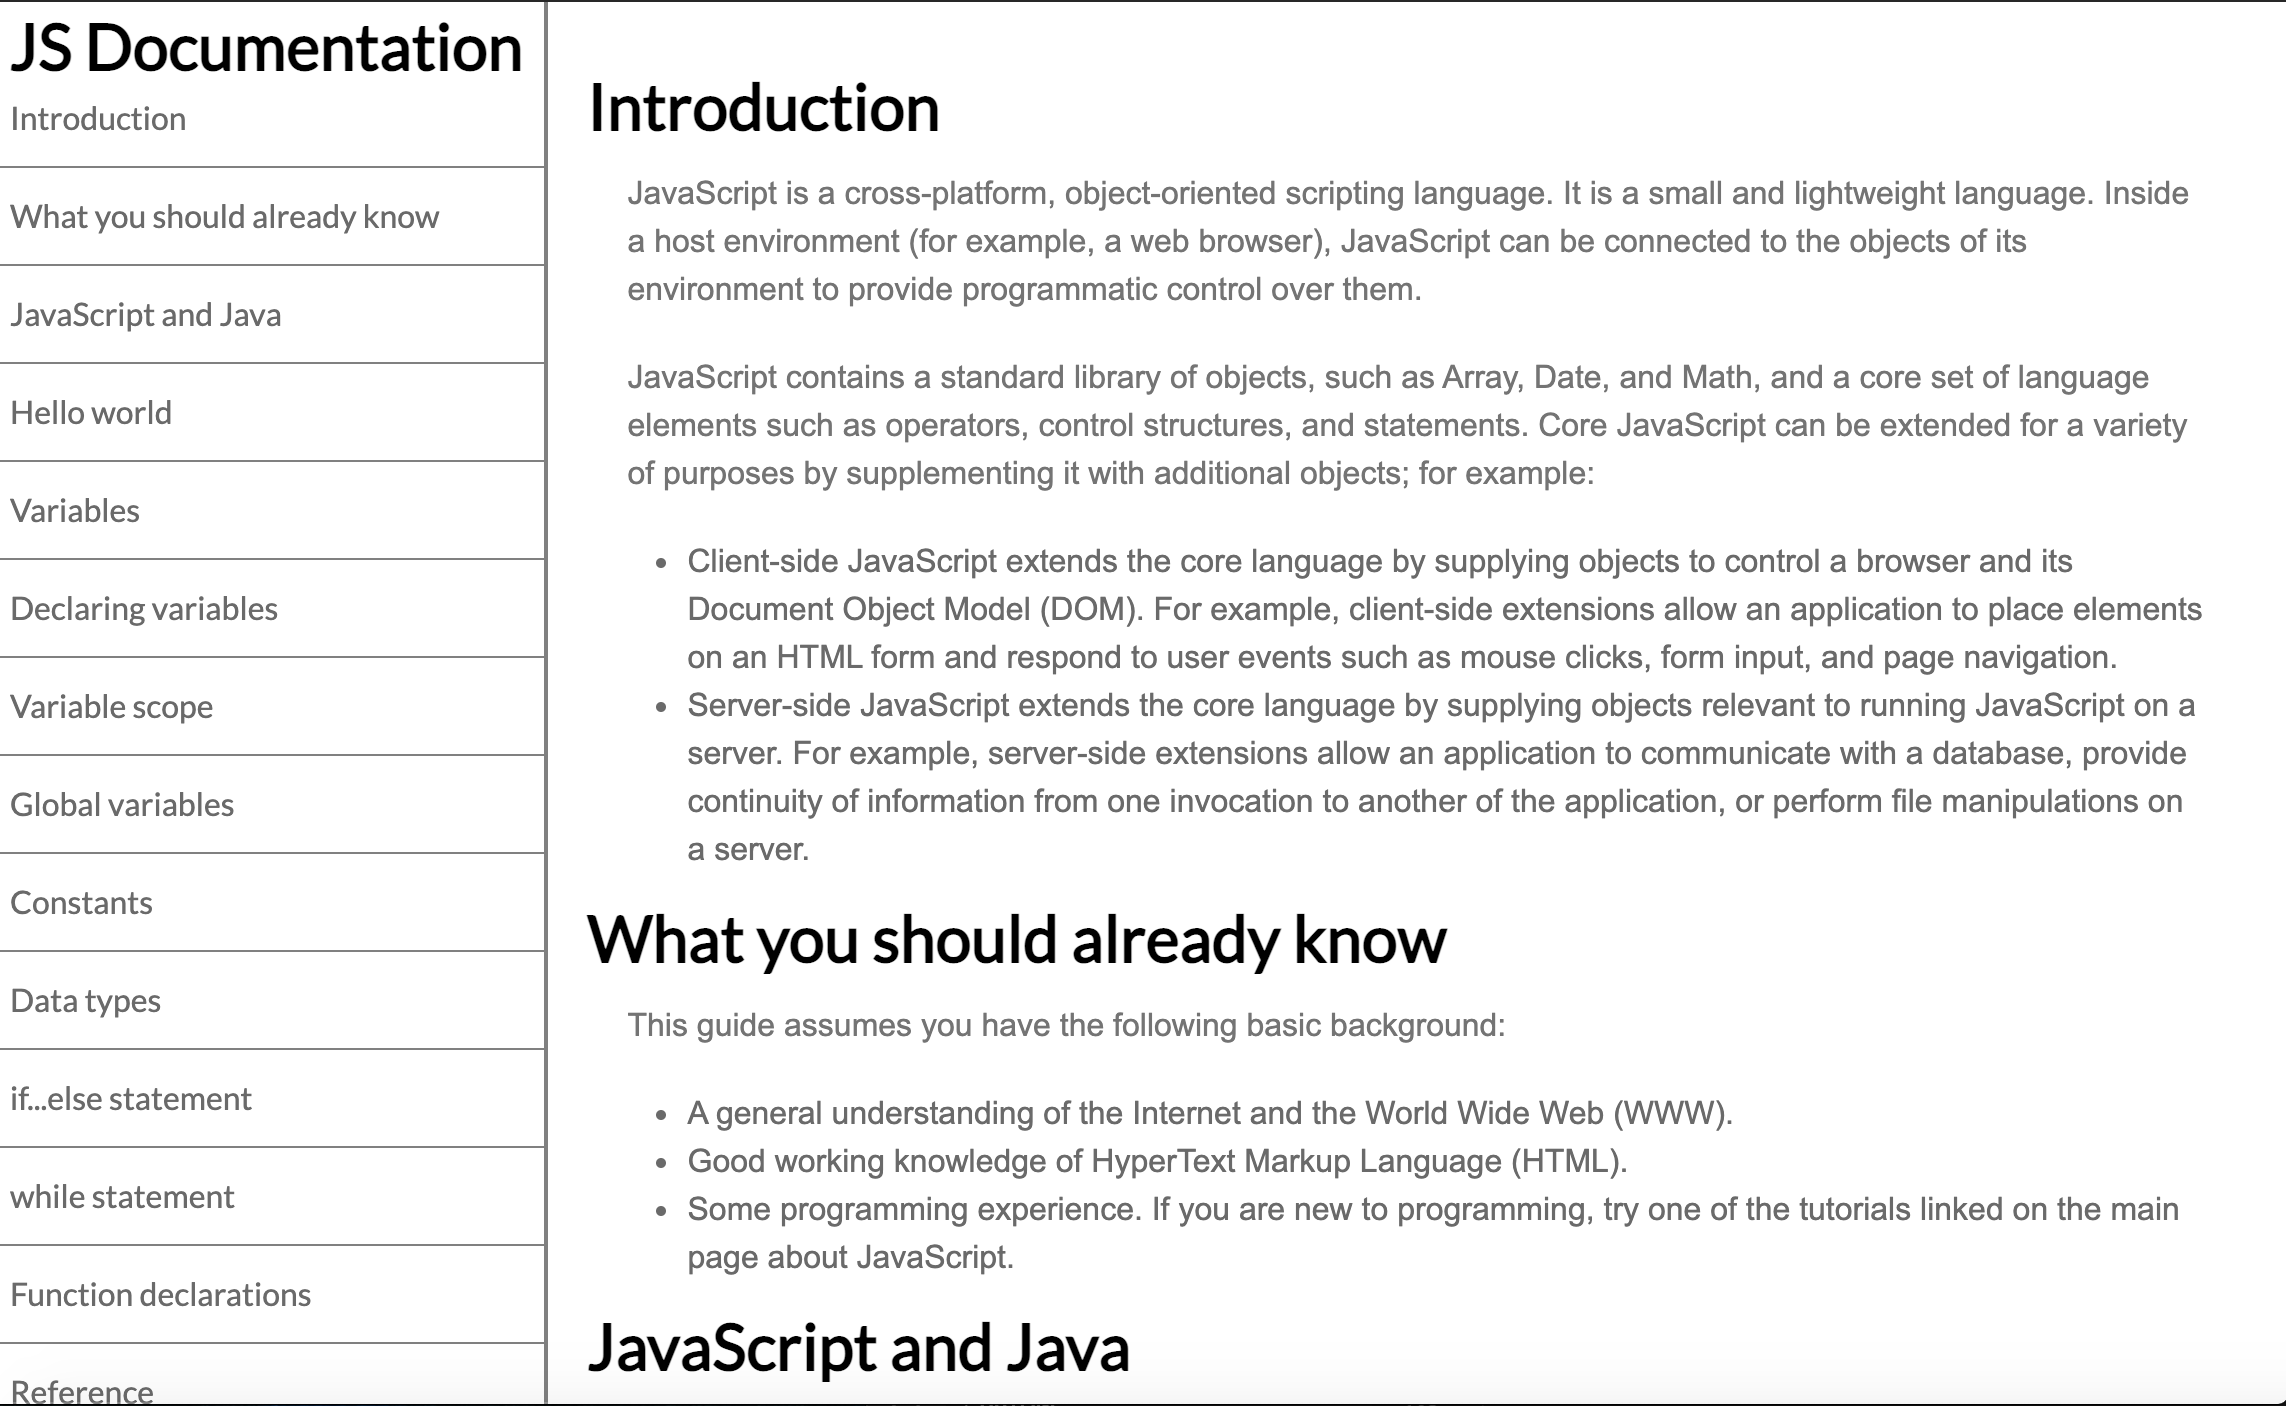 JS Documentation
Introduction
What you should already know
JavaScript and Java
Hello world
Variables
Declaring variables
Variable scope
Global variables
Constants
Data types
if...else statement
while statement
Function declarations
Reference
Introduction
JavaScript is a cross-platform, object-oriented scripting language. It is a small and lightweight language. Inside
a host environment (for example, a web browser), JavaScript can be connected to the objects of its
environment to provide programmatic control over them.
JavaScript contains a standard library of objects, such as Array, Date, and Math, and a core set of language
elements such as operators, control structures, and statements. Core JavaScript can be extended for a variety
of purposes by supplementing it with additional objects; for example:
• Client-side JavaScript extends the core language by supplying objects to control a browser and its
Document Object Model (DOM). For example, client-side extensions allow an application to place elements
on an HTML form and respond to user events such as mouse clicks, form input, and page navigation.
• Server-side JavaScript extends the core language by supplying objects relevant to running JavaScript on a
server. For example, server-side extensions allow an application to communicate with a database, provide
continuity of information from one invocation to another of the application, or perform file manipulations on
a server.
What you should already know
This guide assumes you have the following basic background:
• A general understanding of the Internet and the World Wide Web (WWW).
• Good working knowledge of HyperText Markup Language (HTML).
• Some programming experience. If you are new to programming, try one of the tutorials linked on the main
page about JavaScript.
JavaScript and Java